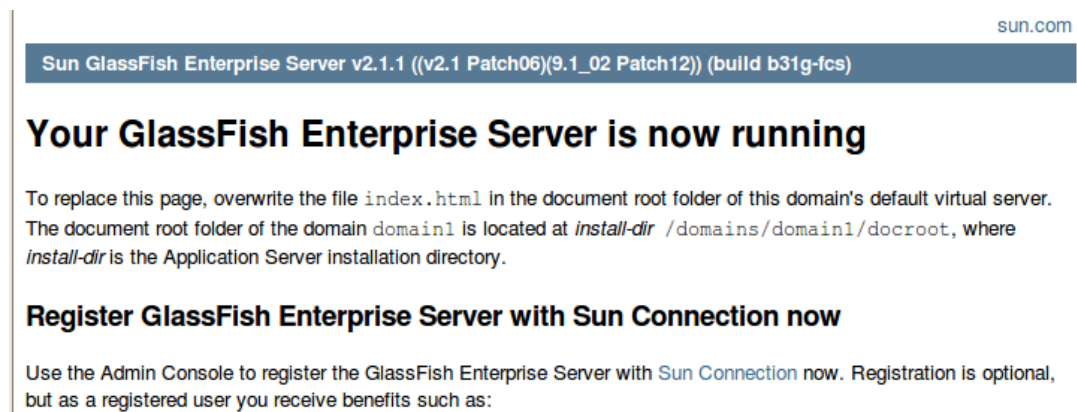 sun.com
Sun GlassFish Enterprise Server v2.1.1 ((v2.1 Patch06)(9.1_02 Patch12)) (build b31g-fcs)
Your GlassFish Enterprise Server is now running
To replace this page, overwrite the file index.html in the document root folder of this domain's default virtual server.
The document root folder of the domain domain1 is located at install-dir /domains/domain1/docroot, where
install-dir is the Application Server installation directory.
Register GlassFish Enterprise Server with Sun Connection now
Use the Admin Console to register the GlassFish Enterprise Server with Sun Connection now. Registration is optional,
but as a registered user you receive benefits such as: